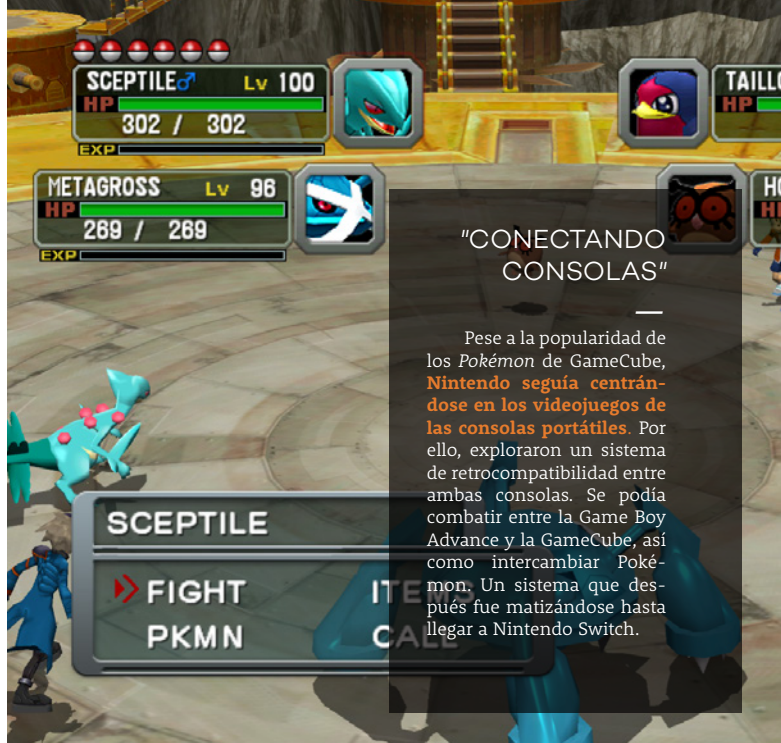 SCEPTILE♂ Lv 100
HP
302 / 302
EXP
TAILLO
HP
METAGROSS Lv 96
HP
269 / 269
EXP
HO
HP
"CONECTANDO
CONSOLAS"
—
Pese a la popularidad de
los Pokémon de GameCube,
Nintendo seguía centrán-
dose en los videojuegos de
las consolas portátiles. Por
ello, exploraron un sistema
de retrocompatibilidad entre
ambas consolas. Se podía
combatir entre la Game Boy
Advance y la GameCube, así
como intercambiar Poké-
mon. Un sistema que des-
pués fue matizándose hasta
llegar a Nintendo Switch.
SCEPTILE
FIGHT ITEMS
PKMN CALL